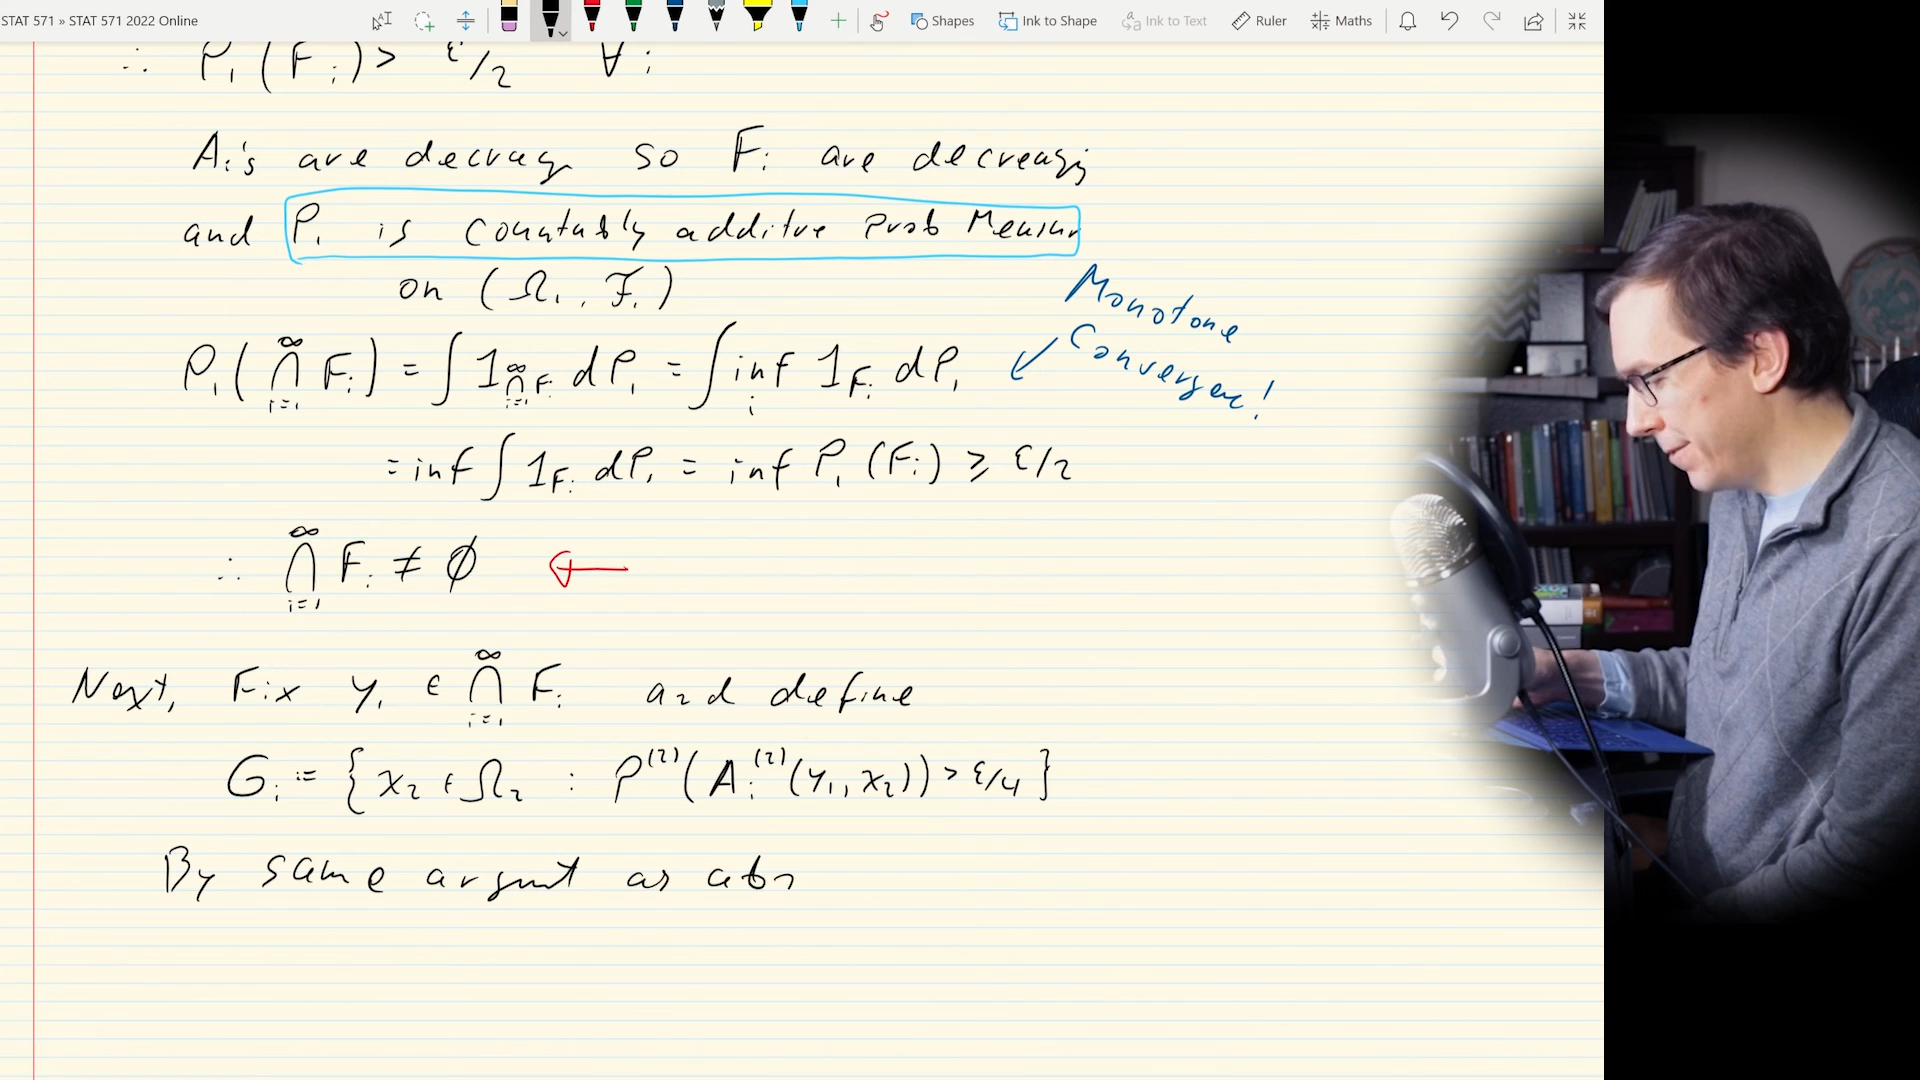 STAT 571 » STAT 571 2022 Online
Shapes Ink to Shape Ink to Text Ruler Maths
∴ P₁(Fᵢ) > ε/2 ∀ i
Aᵢ's are so Fᵢ are decreasing
and P₁ is countably additive Prob Measure
on (Ω₁, ℱ₁)
Monotone
Convergence!
P₁(⋂_{i=1}^∞ Fᵢ) = ∫ 1_{⋂_{i=1}^∞ Fᵢ} dP₁ = ∫ inf_i 1_{Fᵢ} dP₁
= inf ∫ 1_{Fᵢ} dP₁ = inf P₁(Fᵢ) ≥ ε/2
∴ ⋂_{i=1}^∞ Fᵢ ≠ ∅ ←
Next, Fix y₁ ∈ ⋂_{i=1}^∞ Fᵢ and define
Gᵢ := {x₂ ∈ Ω₂ : P⁽²⁾(Aᵢ⁽²⁾(y₁, x₂)) > ε/4}
By same argument as abo